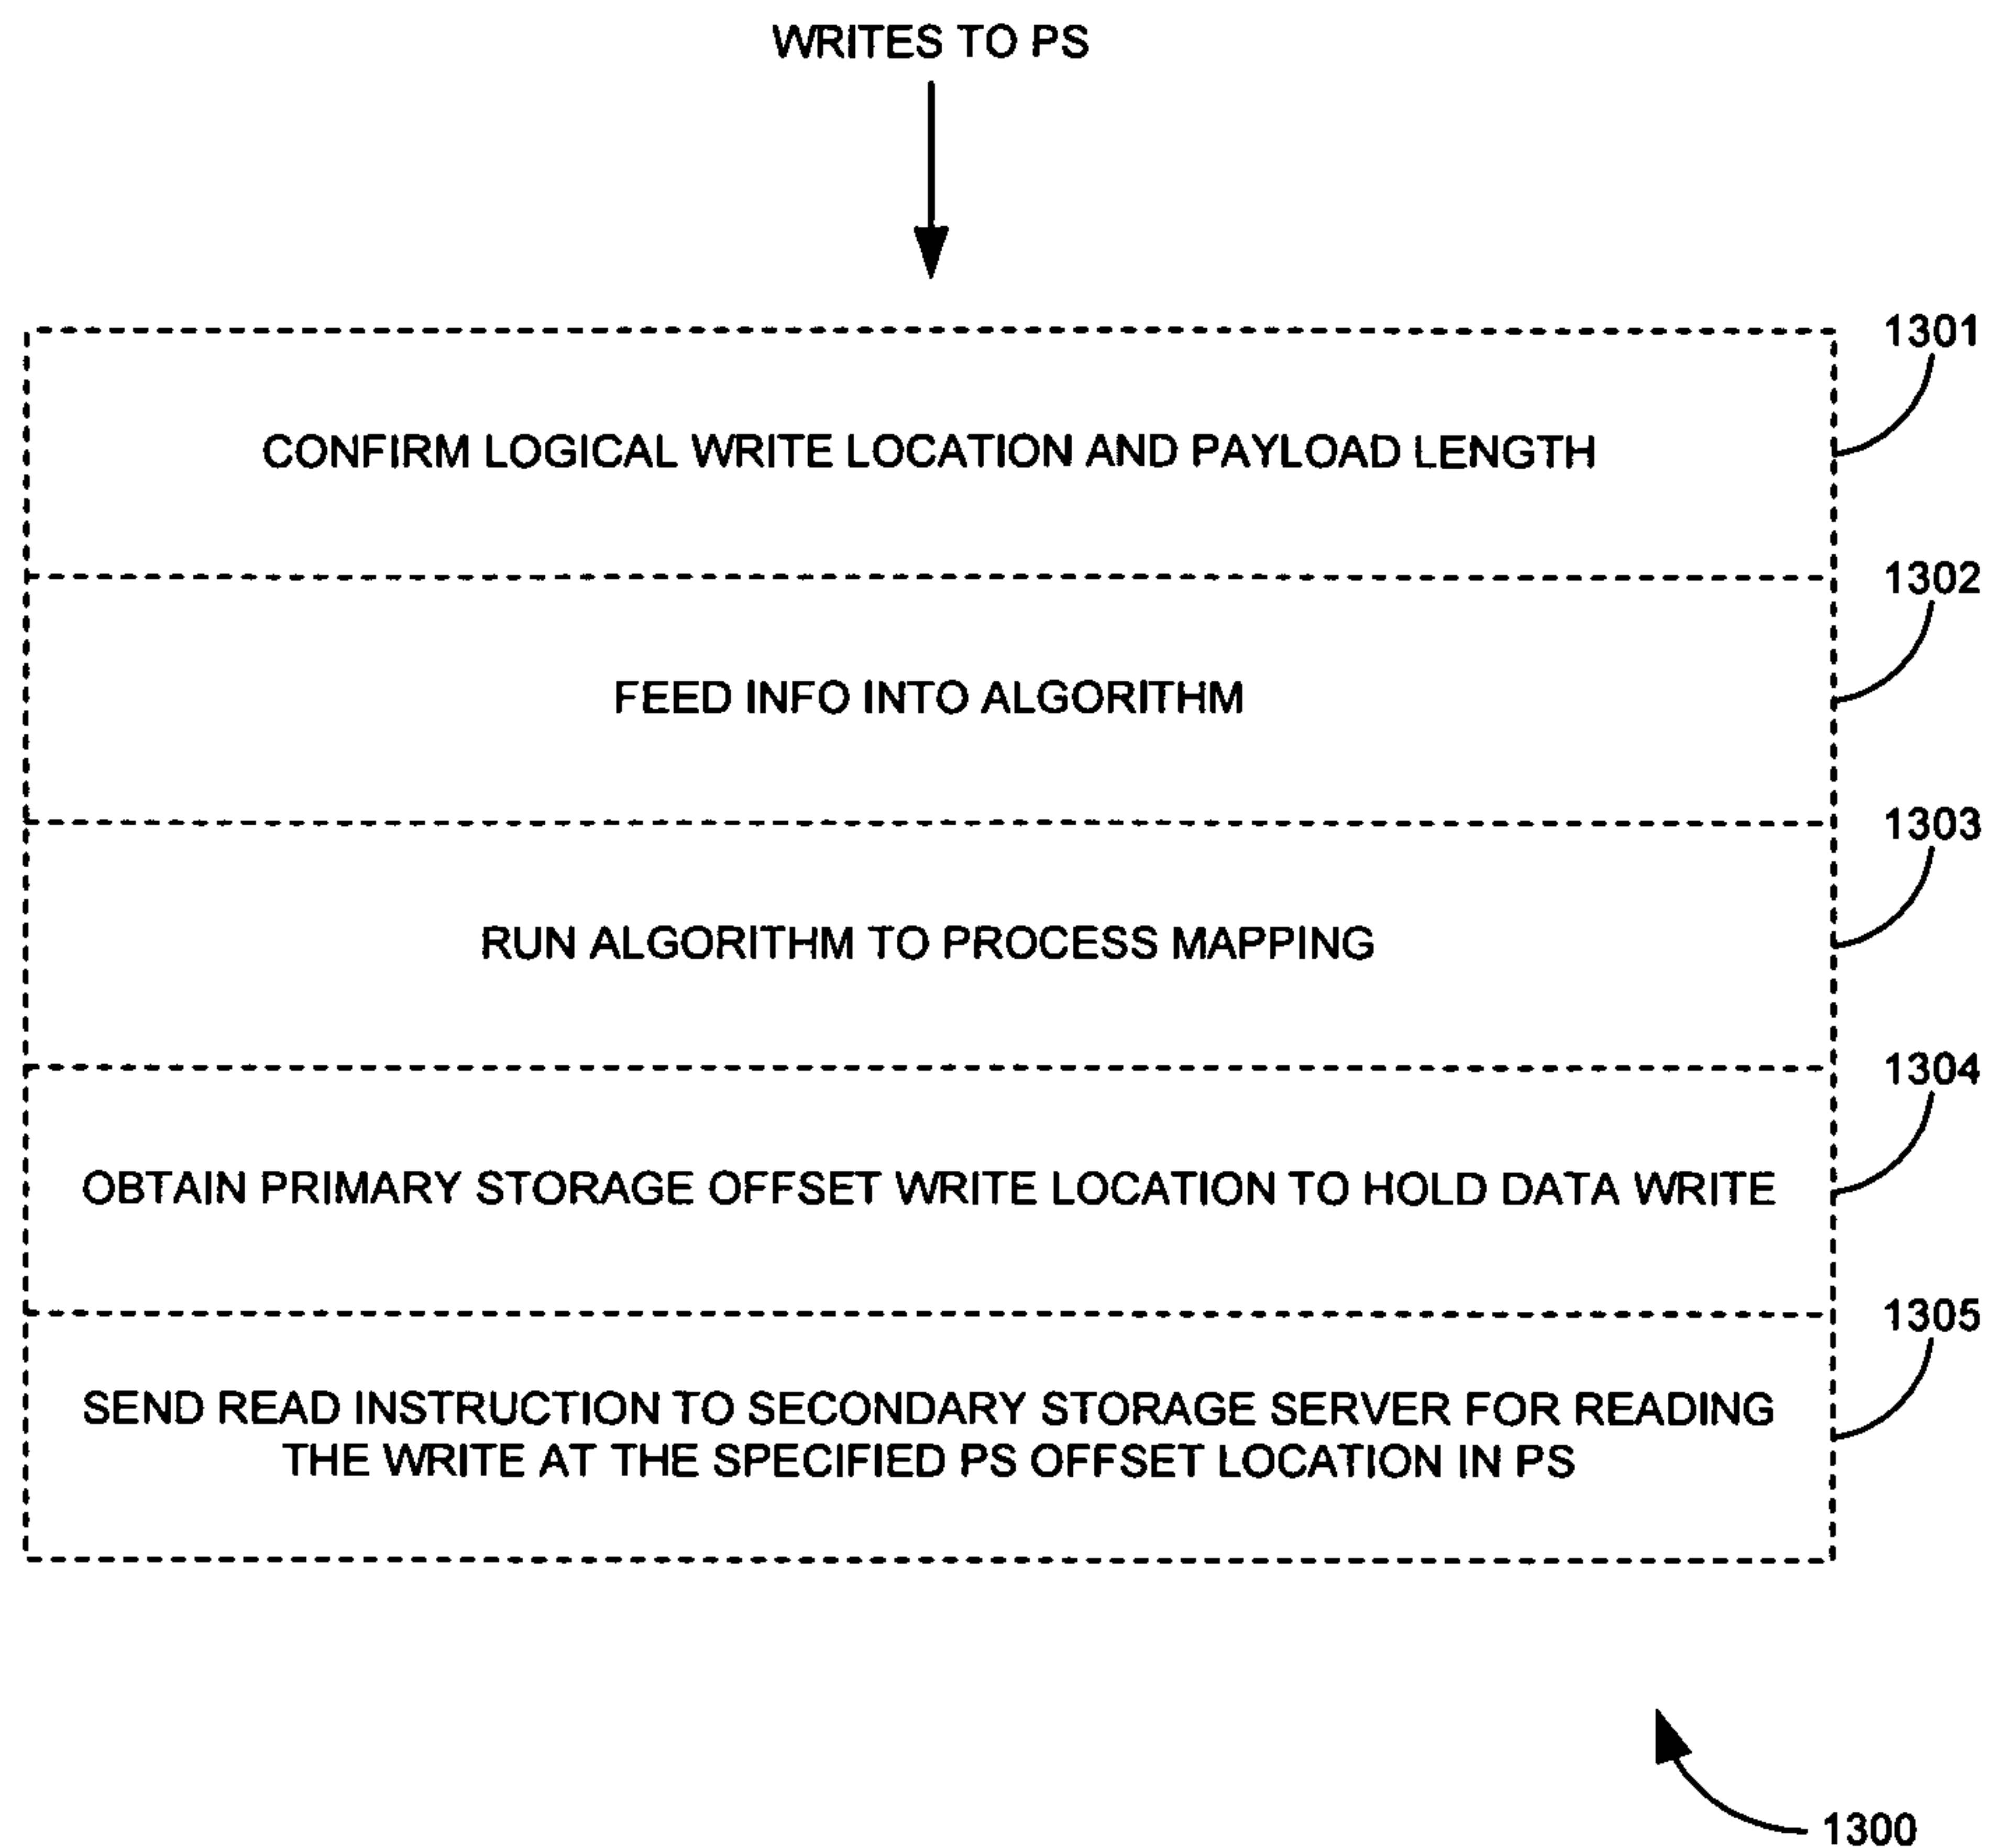 WRITES TO PS
1301
CONFIRM LOGICAL WRITE LOCATION AND PAYLOAD LENGTH
1302
FEED INFO INTO ALGORITHM
1303
RUN ALGORITHM TO PROCESS MAPPING
1304
OBTAIN PRIMARY STORAGE OFFSET WRITE LOCATION TO HOLD DATA WRITE
1305
SEND READ INSTRUCTION TO SECONDARY STORAGE SERVER FOR READING
THE WRITE AT THE SPECIFIED PS OFFSET LOCATION IN PS
1300